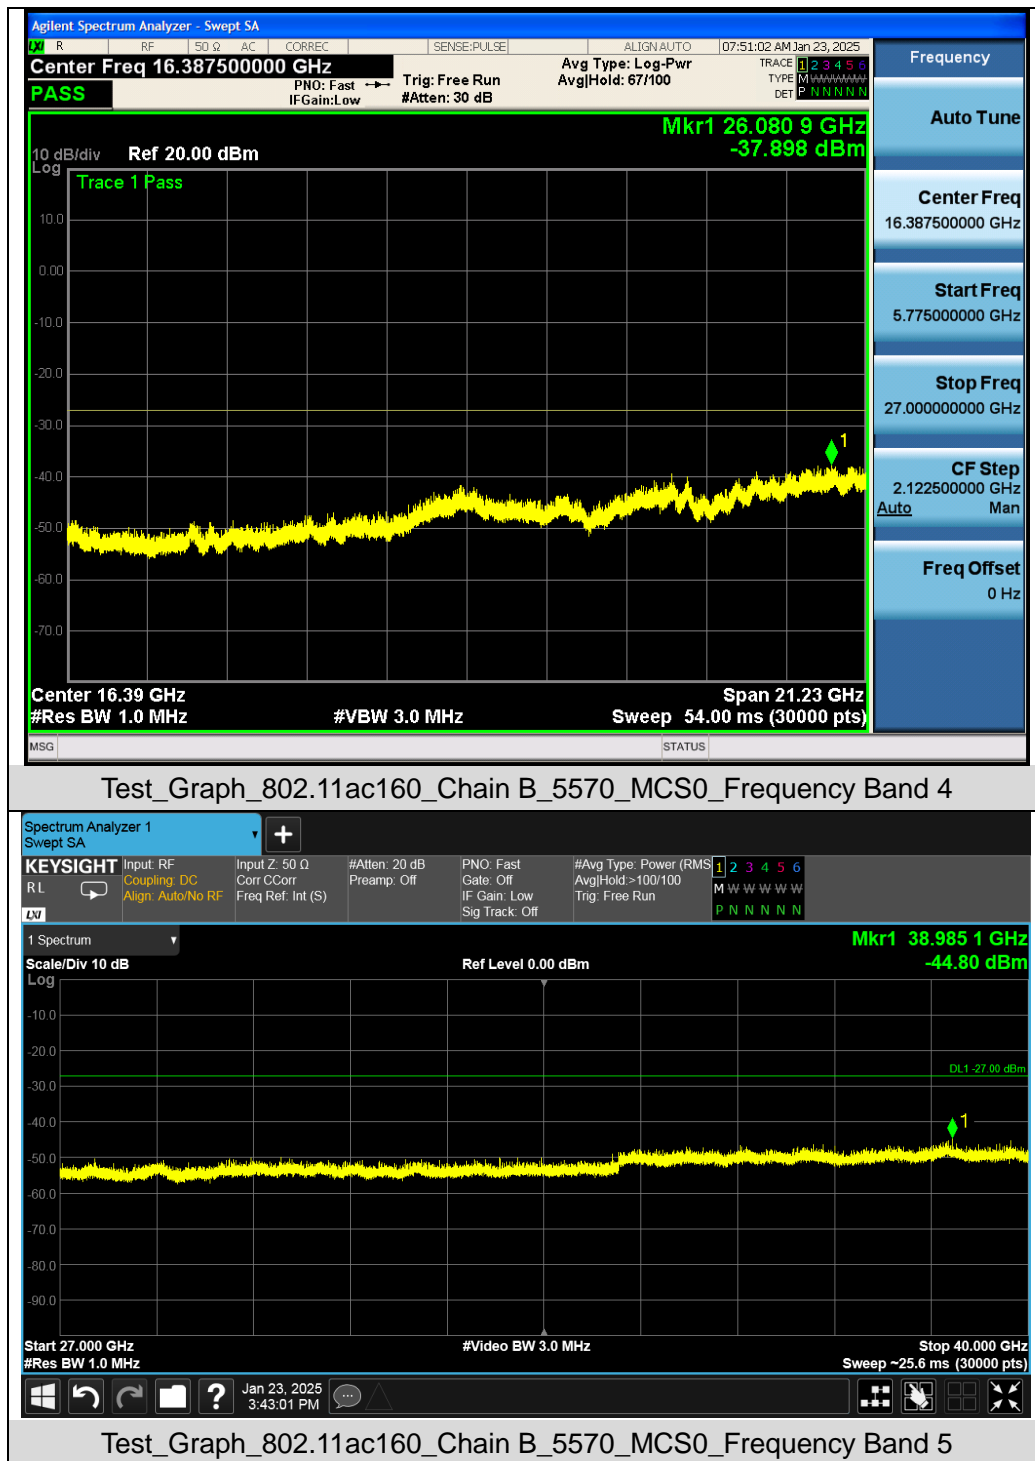 Agilent Spectrum Analyzer - Swept SA
LXI R RF 50 Ω AC CORREC SENSE:PULSE ALIGN AUTO 07:51:02 AM Jan 23, 2025
Center Freq 16.387500000 GHz
PASS
PNO: Fast
IFGain:Low
Trig: Free Run
#Atten: 30 dB
Avg Type: Log-Pwr
Avg|Hold: 67/100
TRACE 1 2 3 4 5 6
TYPE M W W W W W
DET P N N N N N
Mkr1 26.080 9 GHz
-37.898 dBm
10 dB/div Ref 20.00 dBm
Log
Trace 1 Pass
10.0
0.00
-10.0
-20.0
-30.0
-40.0
-50.0
-60.0
-70.0
1
Center 16.39 GHz Span 21.23 GHz
#Res BW 1.0 MHz #VBW 3.0 MHz Sweep 54.00 ms (30000 pts)
MSG STATUS
Frequency
Auto Tune
Center Freq
16.387500000 GHz
Start Freq
5.775000000 GHz
Stop Freq
27.000000000 GHz
CF Step
2.122500000 GHz
Auto Man
Freq Offset
0 Hz
Test_Graph_802.11ac160_Chain B_5570_MCS0_Frequency Band 4
Spectrum Analyzer 1
Swept SA
+
KEYSIGHT
R L
LXI
Input: RF
Coupling: DC
Align: Auto/No RF
Input Z: 50 Ω
Corr CCorr
Freq Ref: Int (S)
#Atten: 20 dB
Preamp: Off
PNO: Fast
Gate: Off
IF Gain: Low
Sig Track: Off
#Avg Type: Power (RMS
Avg|Hold:>100/100
Trig: Free Run
1 2 3 4 5 6
M W W W W W
P N N N N N
1 Spectrum
Mkr1 38.985 1 GHz
-44.80 dBm
Scale/Div 10 dB Ref Level 0.00 dBm
Log
-10.0
-20.0
-30.0
-40.0
-50.0
-60.0
-70.0
-80.0
-90.0
DL1 -27.00 dBm
1
Start 27.000 GHz #Video BW 3.0 MHz Stop 40.000 GHz
#Res BW 1.0 MHz Sweep ~25.6 ms (30000 pts)
? Jan 23, 2025
3:43:01 PM
Test_Graph_802.11ac160_Chain B_5570_MCS0_Frequency Band 5